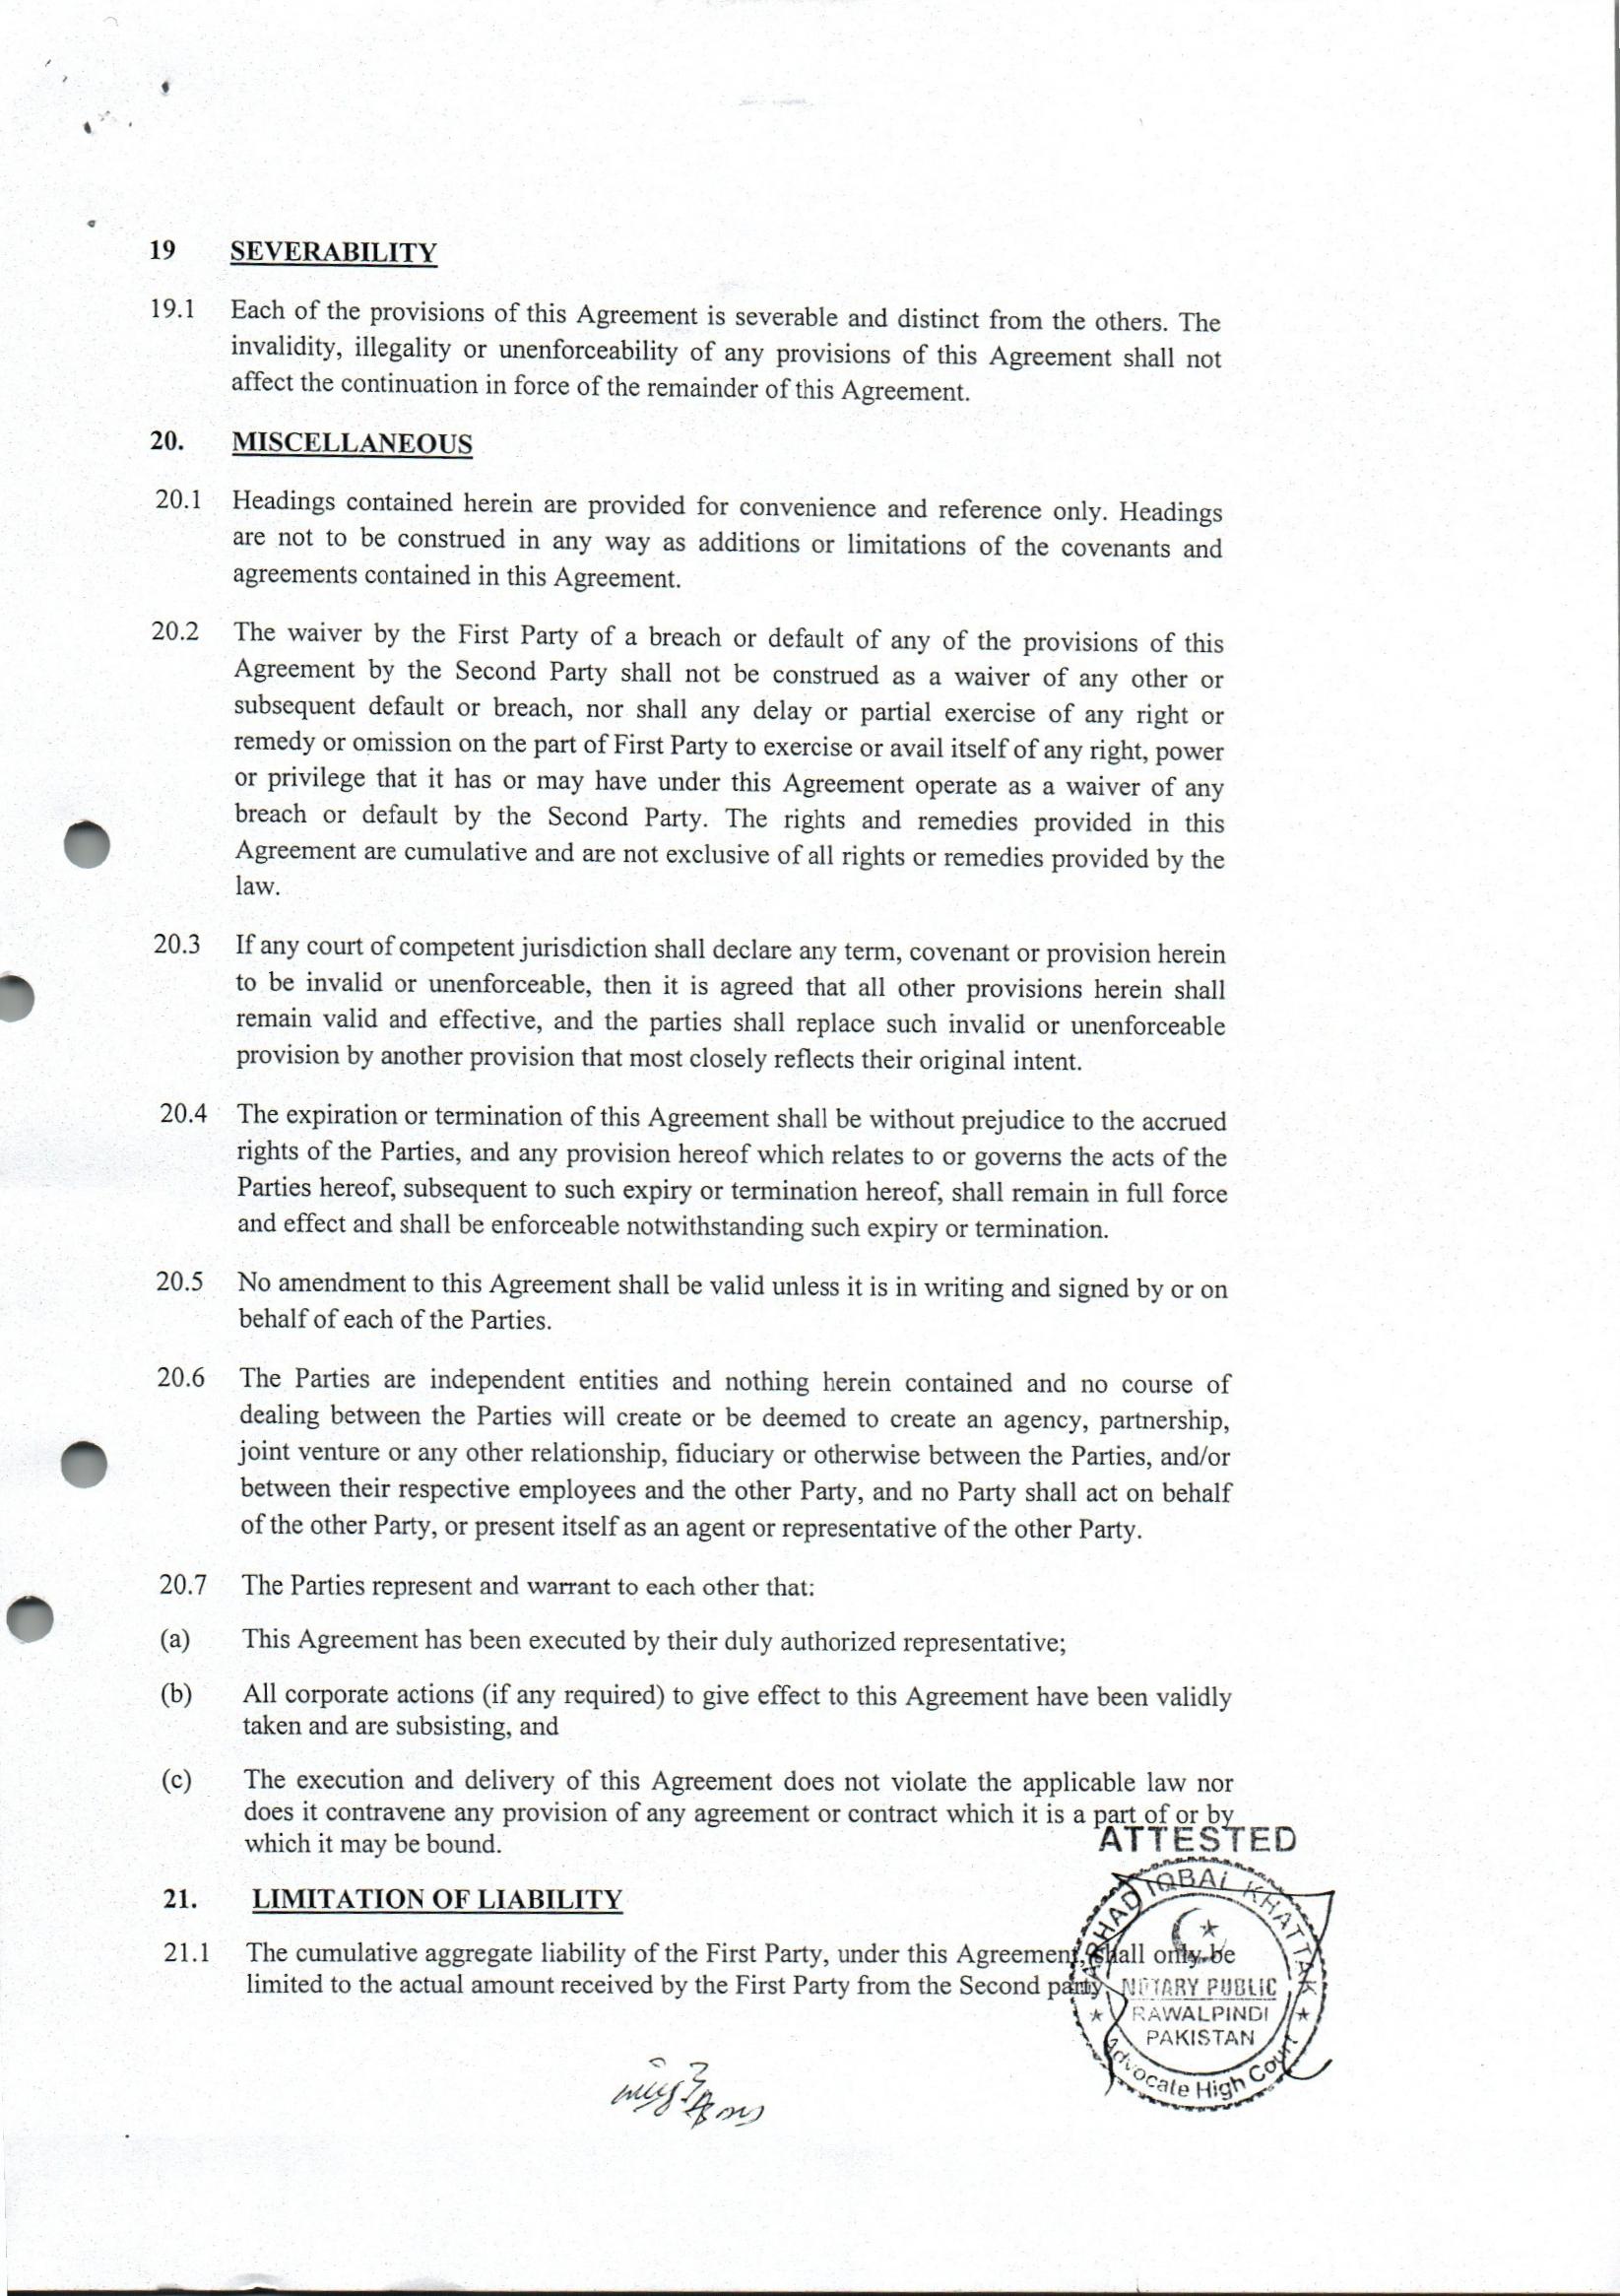 19 SEVERABILITY
19.1 Each of the provisions of this Agreement is severable and distinct from the others. The
invalidity, illegality or unenforceability of any provisions of this Agreement shall not
affect the continuation in force of the remainder of this Agreement.
20. MISCELLANEOUS
20.1 Headings contained herein are provided for convenience and reference only. Headings
are not to be construed in any way as additions or limitations of the covenants and
agreements contained in this Agreement.
20.2 The waiver by the First Party of a breach or default of any of the provisions of this
Agreement by the Second Party shall not be construed as a waiver of any other or
subsequent default or breach, nor shall any delay or partial exercise of any right or
remedy or omission on the part of First Party to exercise or avail itself of any right, power
or privilege that it has or may have under this Agreement operate as a waiver of any
breach or default by the Second Party. The rights and remedies provided in this
Agreement are cumulative and are not exclusive of all rights or remedies provided by the
law.
20.3 If any court of competent jurisdiction shall declare any term, covenant or provision herein
to be invalid or unenforceable, then it is agreed that all other provisions herein shall
remain valid and effective, and the parties shall replace such invalid or unenforceable
provision by another provision that most closely reflects their original intent.
20.4 The expiration or termination of this Agreement shall be without prejudice to the accrued
rights of the Parties, and any provision hereof which relates to or governs the acts of the
Parties hereof, subsequent to such expiry or termination hereof, shall remain in full force
and effect and shall be enforceable notwithstanding such expiry or termination.
20.5 No amendment to this Agreement shall be valid unless it is in writing and signed by or on
behalf of each of the Parties.
20.6 The Parties are independent entities and nothing herein contained and no course of
dealing between the Parties will create or be deemed to create an agency, partnership,
joint venture or any other relationship, fiduciary or otherwise between the Parties, and/or
between their respective employees and the other Party, and no Party shall act on behalf
of the other Party, or present itself as an agent or representative of the other Party.
20.7 The Parties represent and warrant to each other that:
(a) This Agreement has been executed by their duly authorized representative;
(b) All corporate actions (if any required) to give effect to this Agreement have been validly
taken and are subsisting, and
(c) The execution and delivery of this Agreement does not violate the applicable law nor
does it contravene any provision of any agreement or contract which it is a part of or by
which it may be bound.
ATTESTED
21. LIMITATION OF LIABILITY
21.1 The cumulative aggregate liability of the First Party, under this Agreement, shall only be
limited to the actual amount received by the First Party from the Second party.
IQBAL KHATTAK
NOTARY PUBLIC
RAWALPINDI
PAKISTAN
Advocate High Court